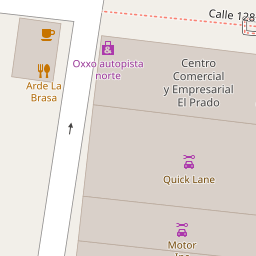 Calle 128
Oxxo autopista
norte
Centro
Comercial
y Empresarial
El Prado
Arde La
Brasa
Quick Lane
Motor